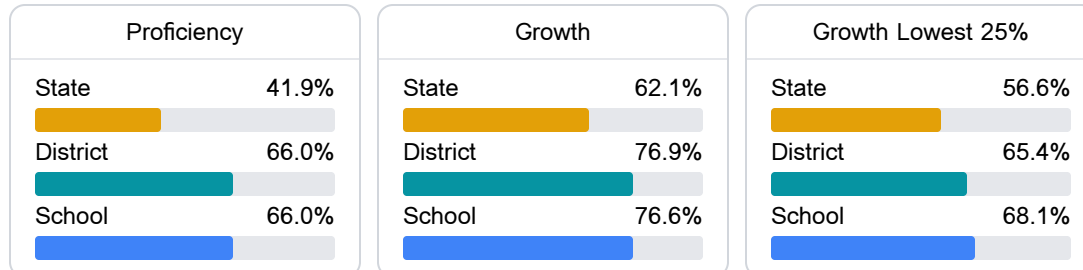 Proficiency
State 41.9%
District 66.0%
School 66.0%
Growth
State 62.1%
District 76.9%
School 76.6%
Growth Lowest 25%
State 56.6%
District 65.4%
School 68.1%